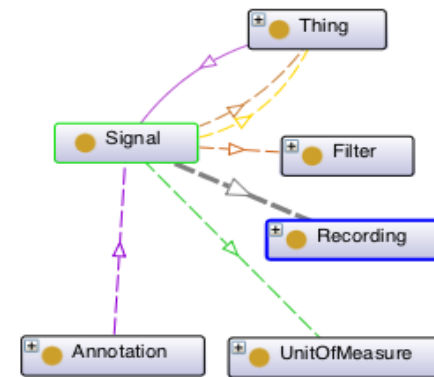 Thing
Signal
Filter
Recording
Annotation
UnitOfMeasure